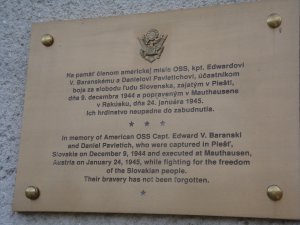 Na pamäť členom americkej misie OSS, kpt. Edwardovi
V. Baranskému a Danielovi Pavletichovi, účastníkom
boja za slobodu ľudu Slovenska, zajatým v Piešti,
dňa 9. decembra 1944 a popraveným v Mauthausene
v Rakúsku, dňa 24. januára 1945.
Ich hrdinstvo neupadne do zabudnutia.
In memory of American OSS Capt. Edward V. Baranski
and Daniel Pavletich, who were captured in Piešť,
Slovakia on December 9, 1944 and executed at Mauthausen,
Austria on January 24, 1945, while fighting for the freedom
of the Slovakian people.
Their bravery has not been forgotten.